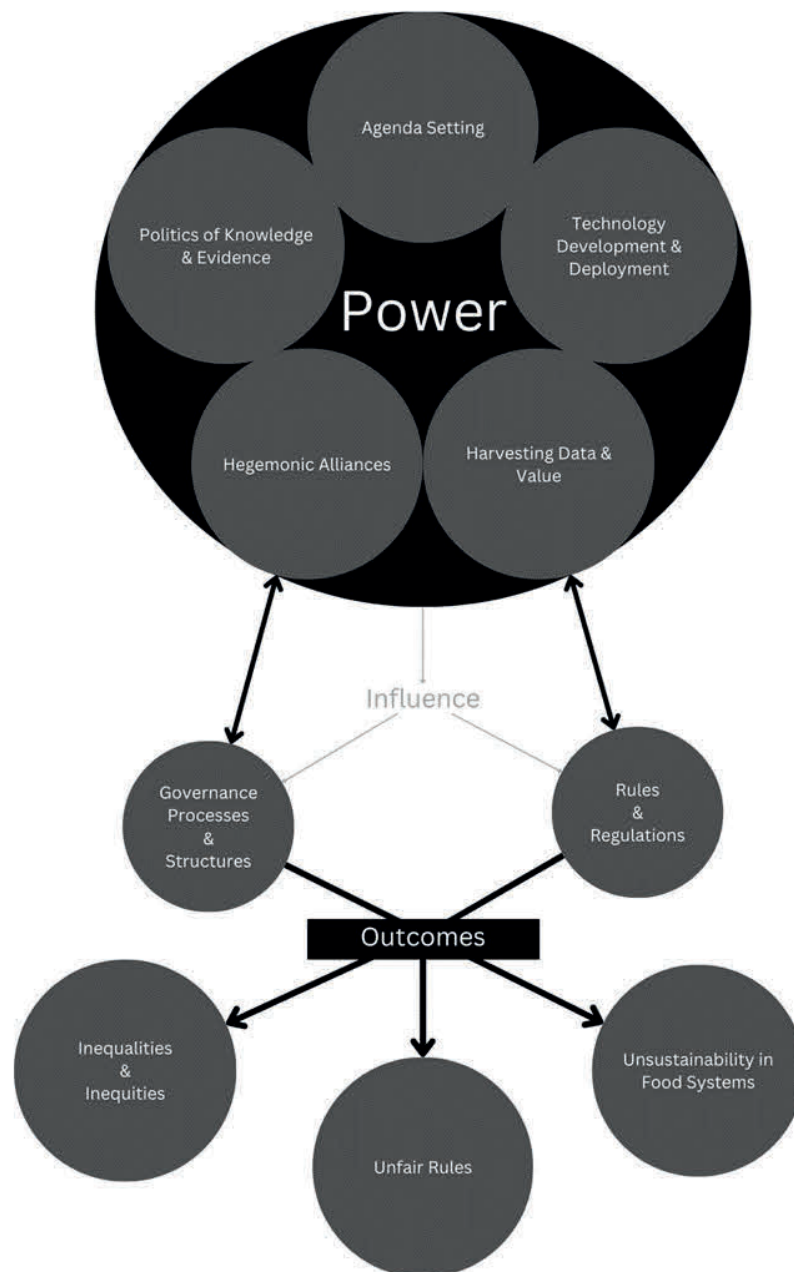 Agenda Setting
Politics of Knowledge
& Evidence
Technology
Development &
Deployment
Power
Hegemonic Alliances
Harvesting Data &
Value
Influence
Governance
Processes
&
Structures
Rules
&
Regulations
Outcomes
Inequalities
&
Inequities
Unfair Rules
Unsustainability in
Food Systems